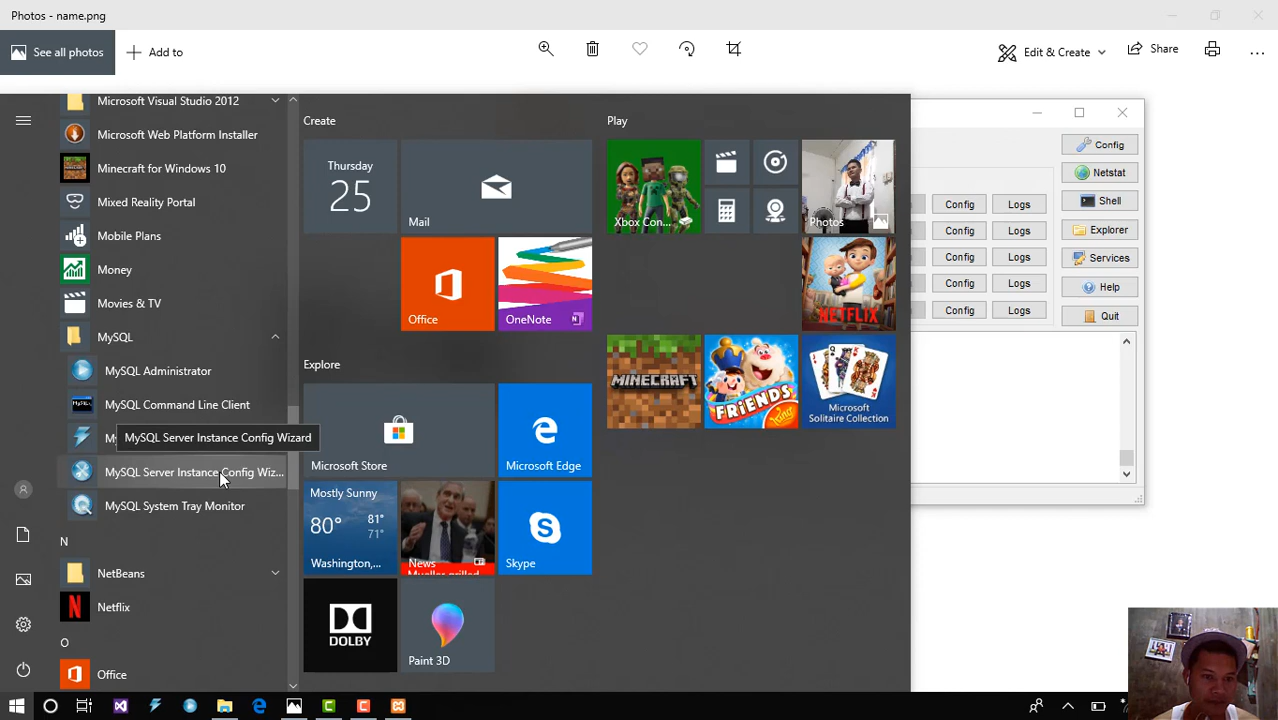 Photos - name.png
See all photos
Add to
Edit & Create
Share
Microsoft Visual Studio 2012
Microsoft Web Platform Installer
Minecraft for Windows 10
Mixed Reality Portal
Mobile Plans
Money
Movies & TV
MySQL
MySQL Administrator
MySQL Command Line Client
MySQL Server Instance Config Wizard
MySQL Server Instance Config Wiz...
MySQL System Tray Monitor
N
NetBeans
Netflix
O
Office
Create
Thursday
25
Mail
Office
OneNote
Explore
Microsoft Store
Microsoft Edge
Mostly Sunny
80°
81°
71°
Washington,...
News
Mueller grilled
Skype
DOLBY
Paint 3D
Play
Xbox Con...
Photos
NETFLIX
MINECRAFT
FRIENDS
King
Microsoft
Solitaire Collection
Config
Netstat
Shell
Explorer
Services
Help
Quit
Config Logs
Config Logs
Config Logs
Config Logs
Config Logs